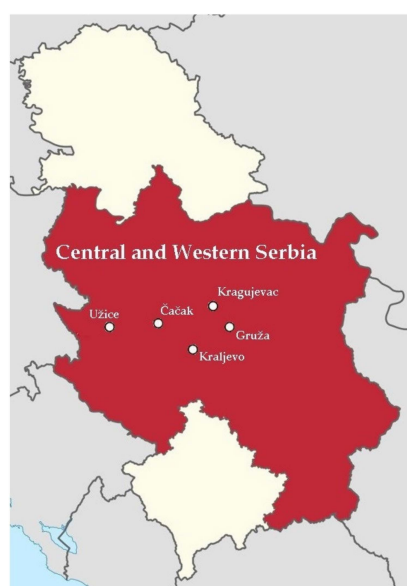 Central and Western Serbia
Kragujevac
Užice
Čačak
Gruža
Kraljevo